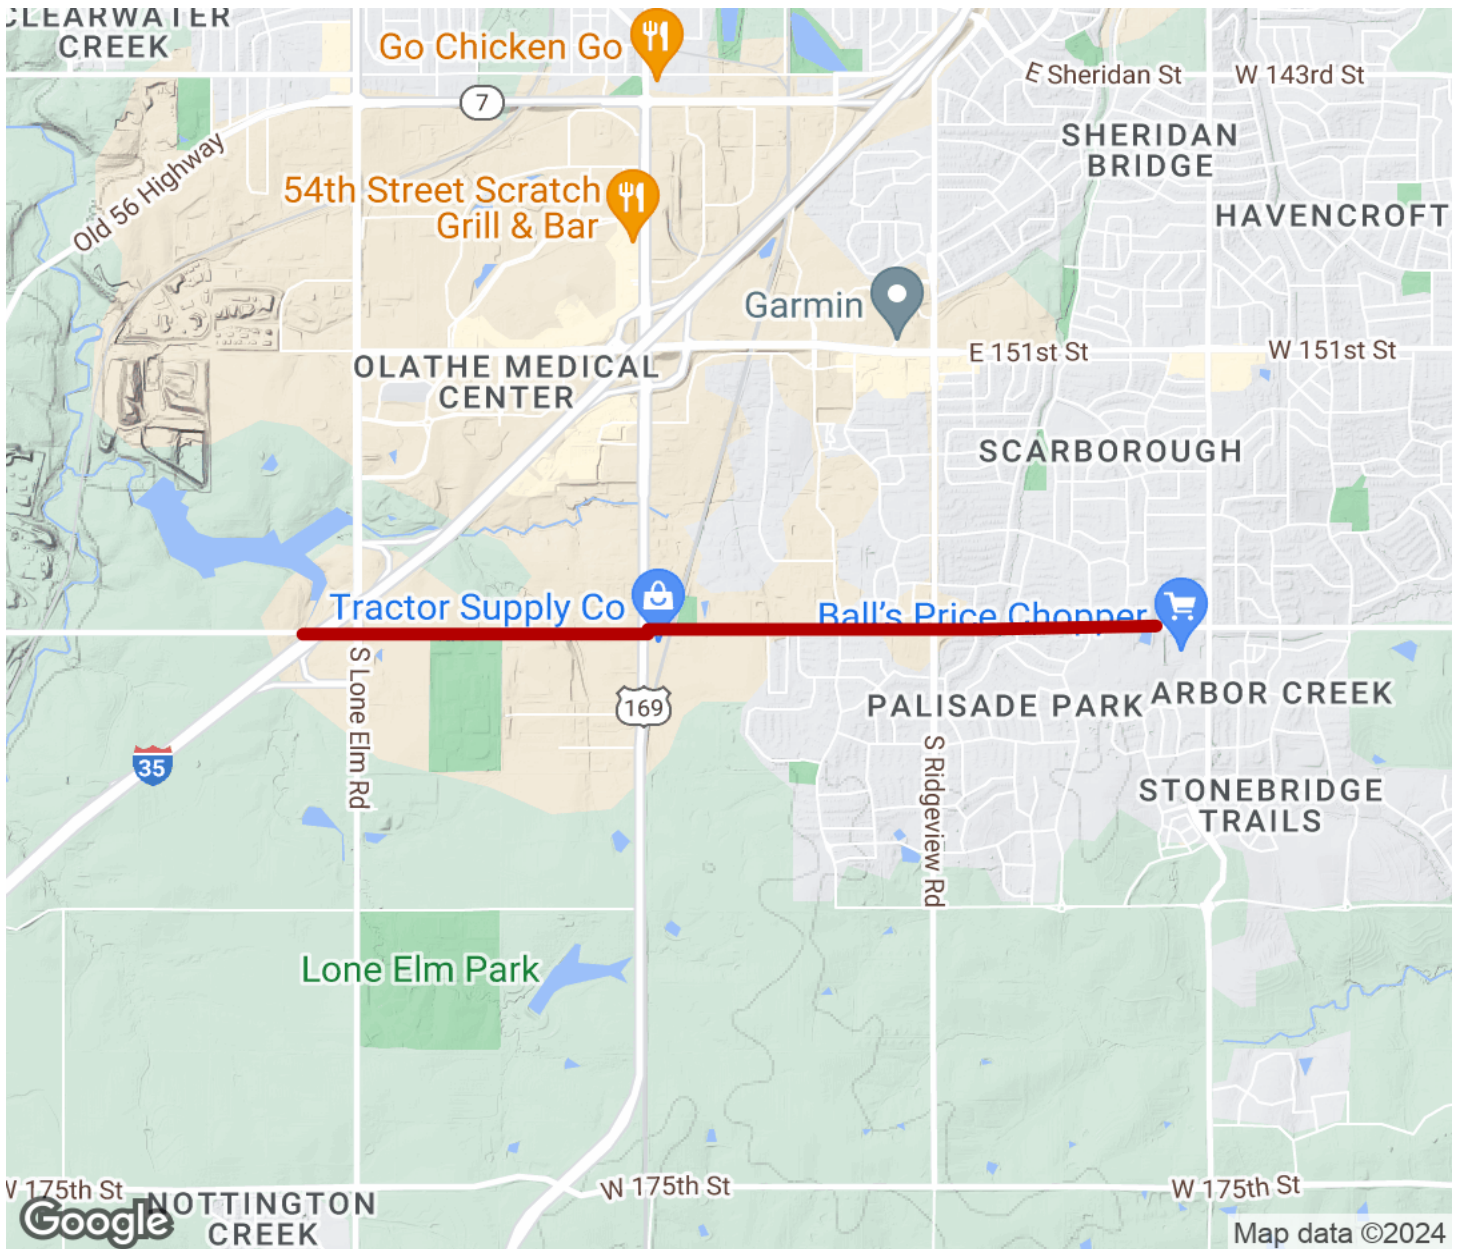 CLEARWATER
CREEK
Go Chicken Go
E Sheridan St
W 143rd St
7
SHERIDAN
BRIDGE
Old 56 Highway
54th Street Scratch
Grill & Bar
HAVENCROFT
Garmin
E 151st St
W 151st St
OLATHE MEDICAL
CENTER
SCARBOROUGH
Tractor Supply Co
Ball's Price Chopper
S Lone Elm Rd
169
PALISADE PARK
ARBOR CREEK
S Ridgeview Rd
35
STONEBRIDGE
TRAILS
Lone Elm Park
W 175th St
W 175th St
W 175th St
NOTTINGTON
CREEK
Google
Map data ©2024